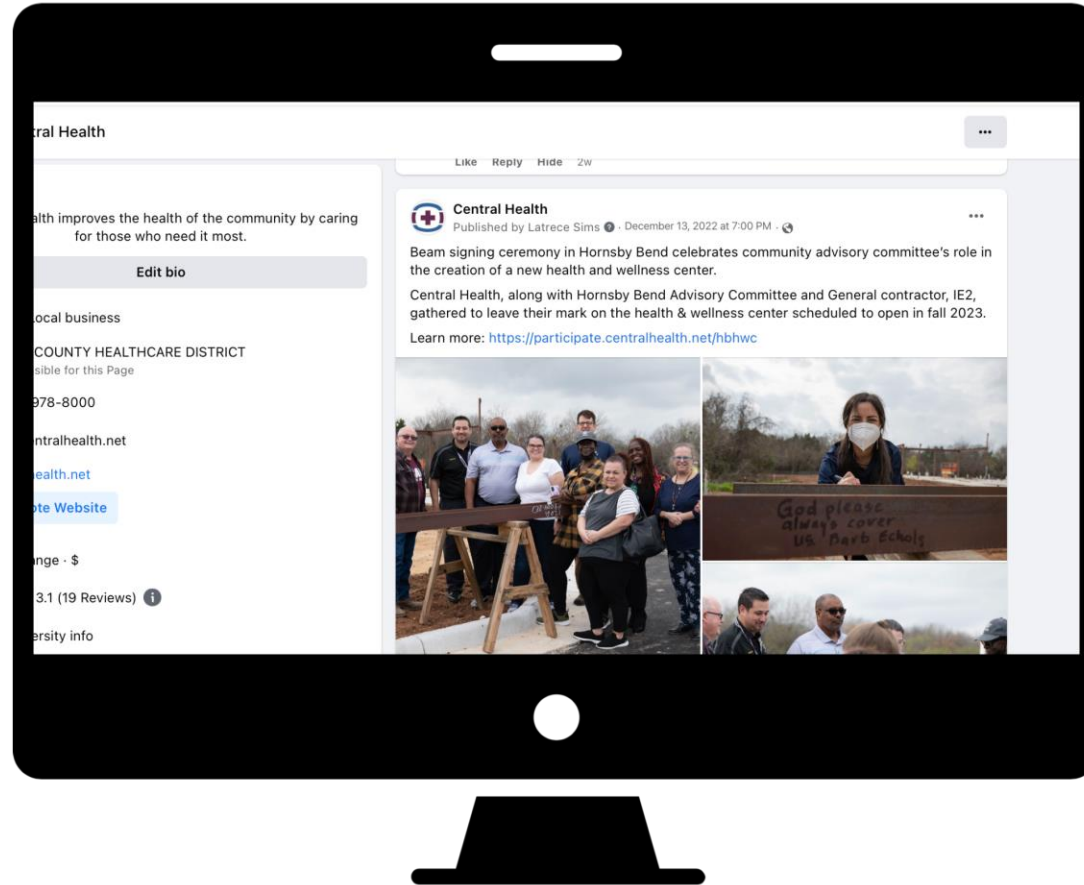 tral Health
•••
Like Reply Hide 2w
alth improves the health of the community by caring
for those who need it most.
Edit bio
ocal business
COUNTY HEALTHCARE DISTRICT
sible for this Page
978-8000
entralhealth.net
ealth.net
ote Website
nge · $
3.1 (19 Reviews)
ersity info
Central Health
Published by Latrece Sims · December 13, 2022 at 7:00 PM ·
Beam signing ceremony in Hornsby Bend celebrates community advisory committee's role in
the creation of a new health and wellness center.
Central Health, along with Hornsby Bend Advisory Committee and General contractor, IE2,
gathered to leave their mark on the health & wellness center scheduled to open in fall 2023.
Learn more: https://participate.centralhealth.net/hbhwc
God please
always cover
us Barb Echols